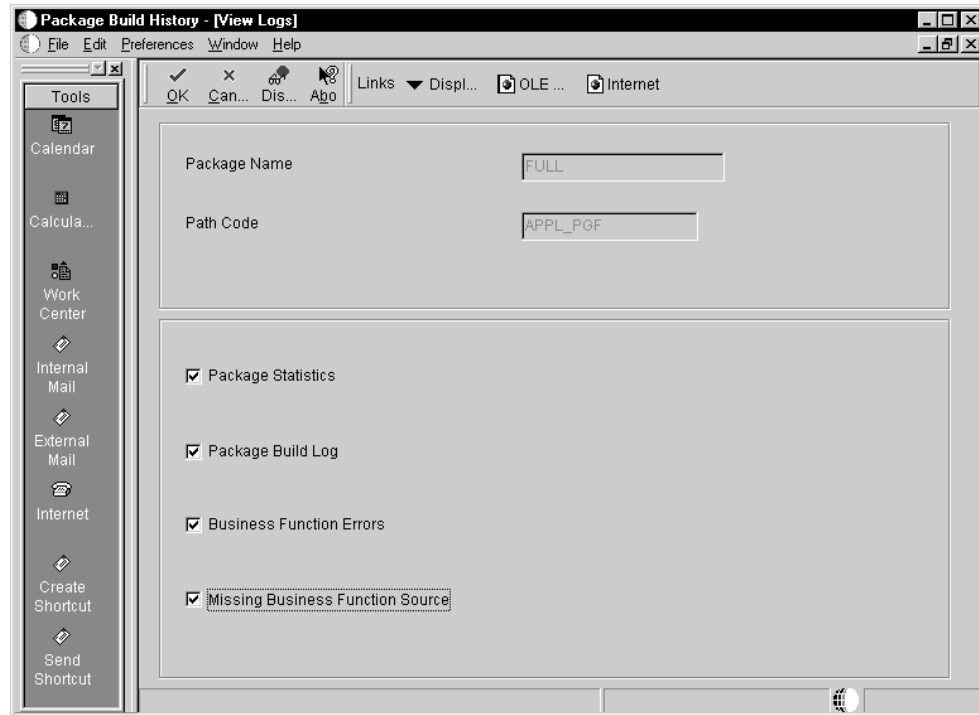 Package Build History - [View Logs]
File Edit Preferences Window Help
Tools
OK Can... Dis... Abo Links Displ... OLE ... Internet
Calendar
Calcula...
Work
Center
Internal
Mail
External
Mail
Internet
Create
Shortcut
Send
Shortcut
Package Name FULL
Path Code APPL_PGF
Package Statistics
Package Build Log
Business Function Errors
Missing Business Function Source